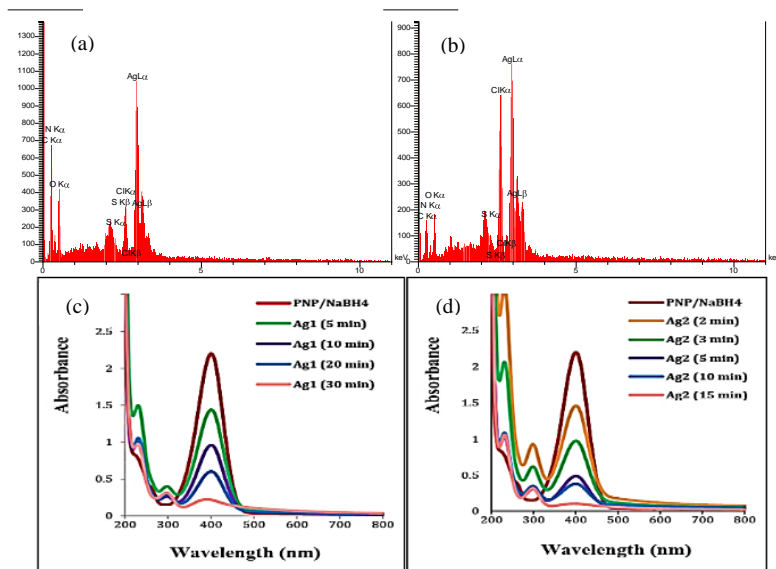 (a)
1300
1200
1100
1000
900
800
700
600
500
400
300
200
100
0
AgLα
N Kα
C Kα
O Kα
ClKα
S Kβ
AgLβ
S Kα
ClKβ
0
5
10
keV
(b)
900
800
700
600
500
400
300
200
100
0
AgLα
ClKα
AgLβ
O Kα
N Kα
C Kα
S Kα
ClKβ
S Kβ
0
5
10
keV
(c)
PNP/NaBH4
Ag1 (5 min)
Ag1 (10 min)
Ag1 (20 min)
Ag1 (30 min)
Absorbance
2.5
2
1.5
1
0.5
0
200
300
400
500
600
700
800
Wavelength (nm)
(d)
PNP/NaBH4
Ag2 (2 min)
Ag2 (3 min)
Ag2 (5 min)
Ag2 (10 min)
Ag2 (15 min)
Absorbance
2.5
2
1.5
1
0.5
0
200
300
400
500
600
700
800
Wavelength (nm)